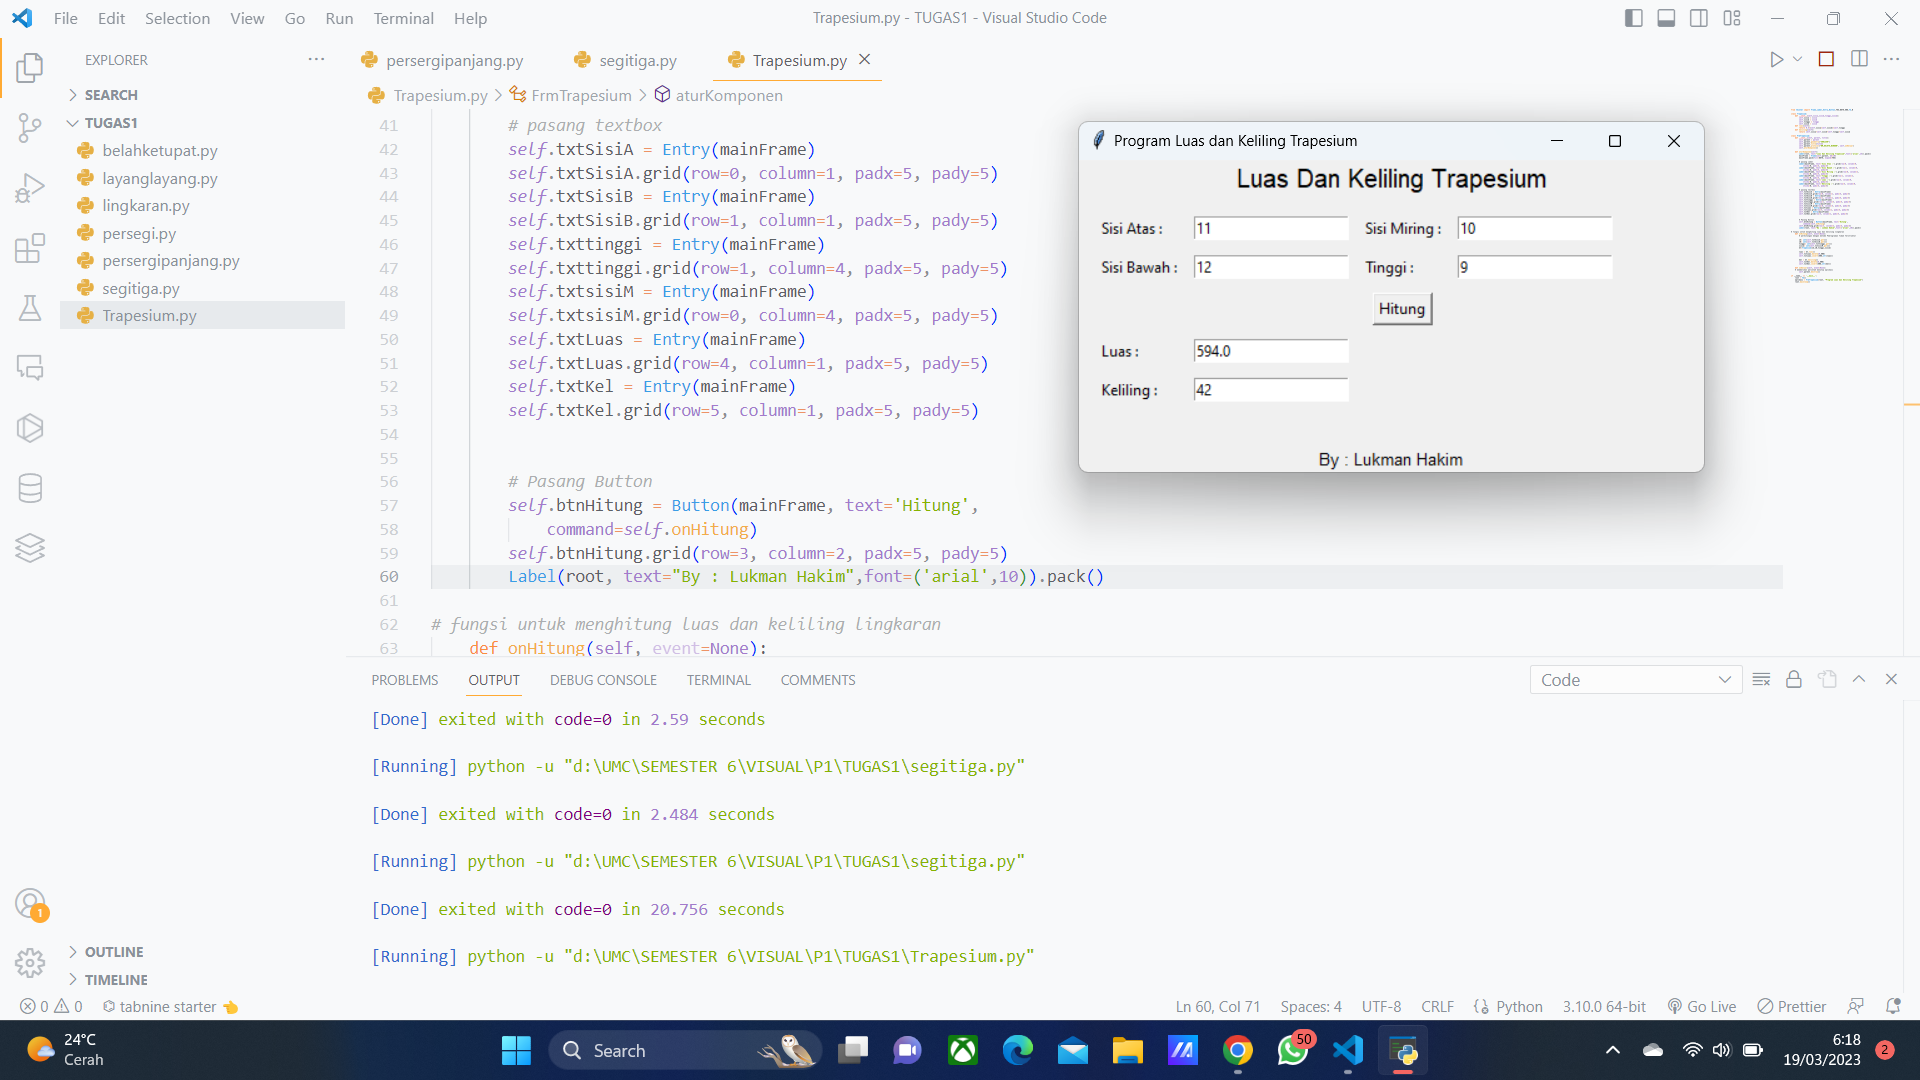 File Edit Selection View Go Run Terminal Help
Trapesium.py - TUGAS1 - Visual Studio Code
EXPLORER
SEARCH
TUGAS1
belahketupat.py
layanglayang.py
lingkaran.py
persegi.py
persergipanjang.py
segitiga.py
Trapesium.py
OUTLINE
TIMELINE
persergipanjang.py segitiga.py Trapesium.py
Trapesium.py > FrmTrapesium > aturKomponen
41 # pasang textbox
42 self.txtSisiA = Entry(mainFrame)
43 self.txtSisiA.grid(row=0, column=1, padx=5, pady=5)
44 self.txtSisiB = Entry(mainFrame)
45 self.txtSisiB.grid(row=1, column=1, padx=5, pady=5)
46 self.txttinggi = Entry(mainFrame)
47 self.txttinggi.grid(row=1, column=4, padx=5, pady=5)
48 self.txtsisiM = Entry(mainFrame)
49 self.txtsisiM.grid(row=0, column=4, padx=5, pady=5)
50 self.txtLuas = Entry(mainFrame)
51 self.txtLuas.grid(row=4, column=1, padx=5, pady=5)
52 self.txtKel = Entry(mainFrame)
53 self.txtKel.grid(row=5, column=1, padx=5, pady=5)
54
55
56 # Pasang Button
57 self.btnHitung = Button(mainFrame, text='Hitung',
58 command=self.onHitung)
59 self.btnHitung.grid(row=3, column=2, padx=5, pady=5)
60 Label(root, text="By : Lukman Hakim",font=('arial',10)).pack()
61
62 # fungsi untuk menghitung luas dan keliling lingkaran
63 def onHitung(self, event=None):
Program Luas dan Keliling Trapesium
Luas Dan Keliling Trapesium
Sisi Atas : 11 Sisi Miring : 10
Sisi Bawah : 12 Tinggi : 9
Hitung
Luas : 594.0
Keliling : 42
By : Lukman Hakim
PROBLEMS OUTPUT DEBUG CONSOLE TERMINAL COMMENTS
Code
[Done] exited with code=0 in 2.59 seconds
[Running] python -u "d:\UMC\SEMESTER 6\VISUAL\P1\TUGAS1\segitiga.py"
[Done] exited with code=0 in 2.484 seconds
[Running] python -u "d:\UMC\SEMESTER 6\VISUAL\P1\TUGAS1\segitiga.py"
[Done] exited with code=0 in 20.756 seconds
[Running] python -u "d:\UMC\SEMESTER 6\VISUAL\P1\TUGAS1\Trapesium.py"
1
0 0 tabnine starter
Ln 60, Col 71 Spaces: 4 UTF-8 CRLF Python 3.10.0 64-bit Go Live Prettier
24°C
Cerah
Search
50
6:18
19/03/2023
2